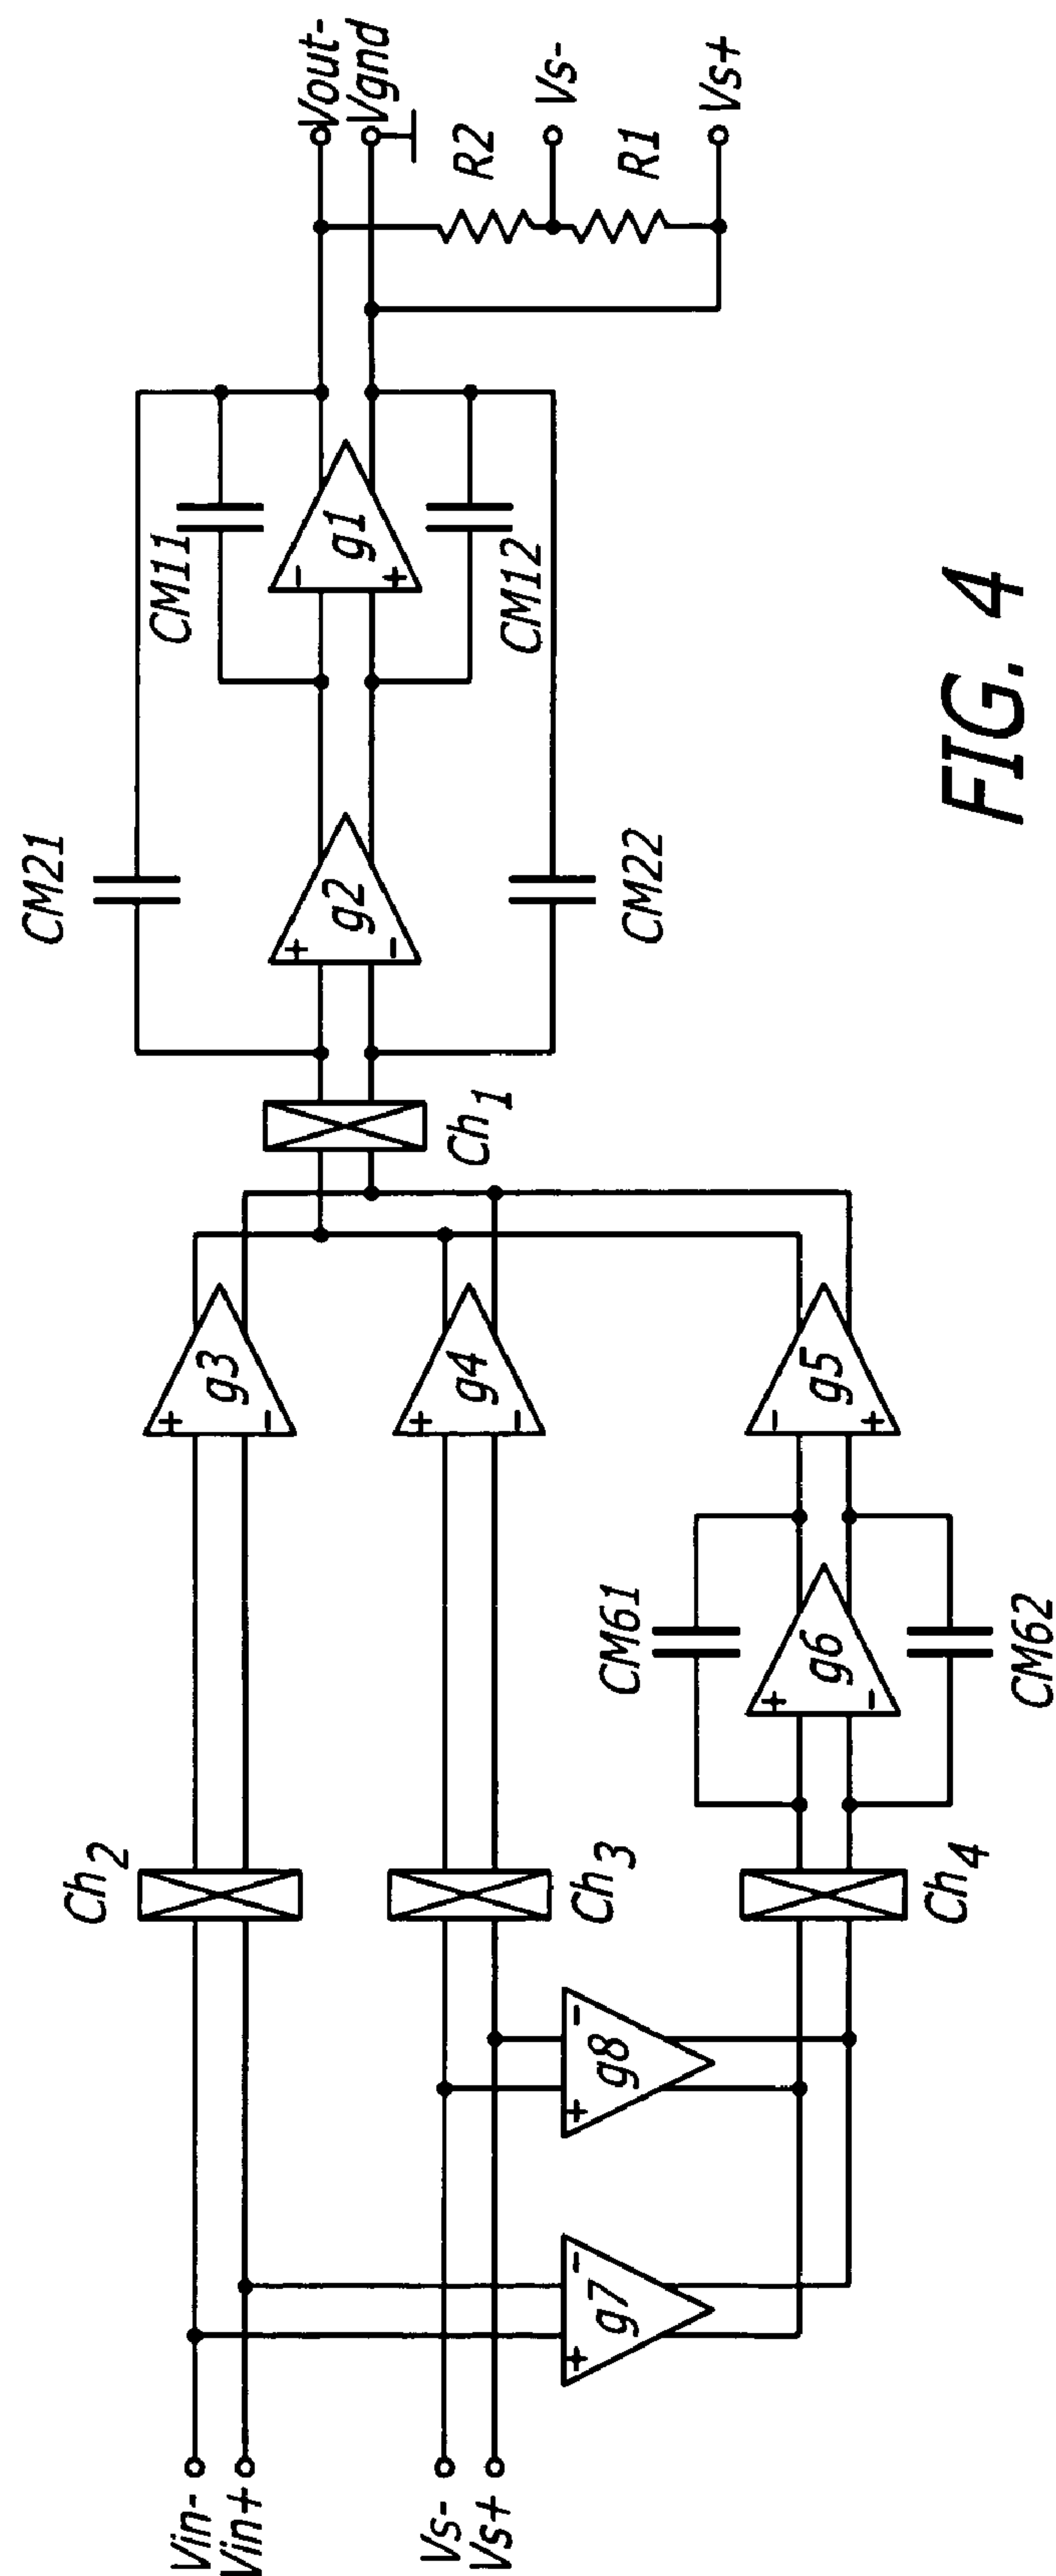 Vout-
Vgnd
Vs-
Vs+
R2
R1
CM11
CM12
g1
CM21
CM22
g2
+
-
-
+
Ch1
g3
+
-
g4
+
-
g5
-
+
CM61
CM62
g6
+
-
Ch2
Ch3
Ch4
g8
+
-
g7
+
-
Vin-
Vin+
Vs-
Vs+
FIG. 4